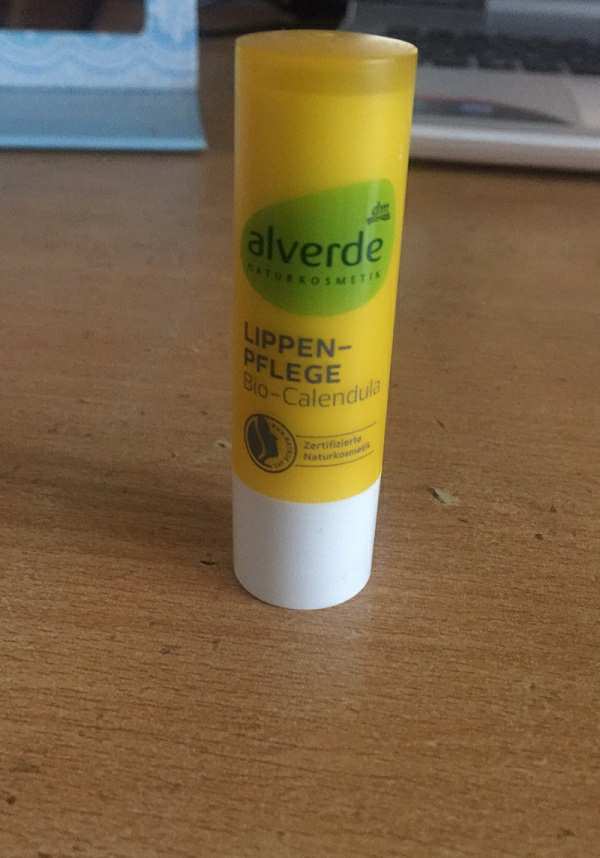 dm
alverde
NATURKOSMETIK
LIPPEN-
PFLEGE
Bio-Calendula
Zertifizierte
Naturkosmetik